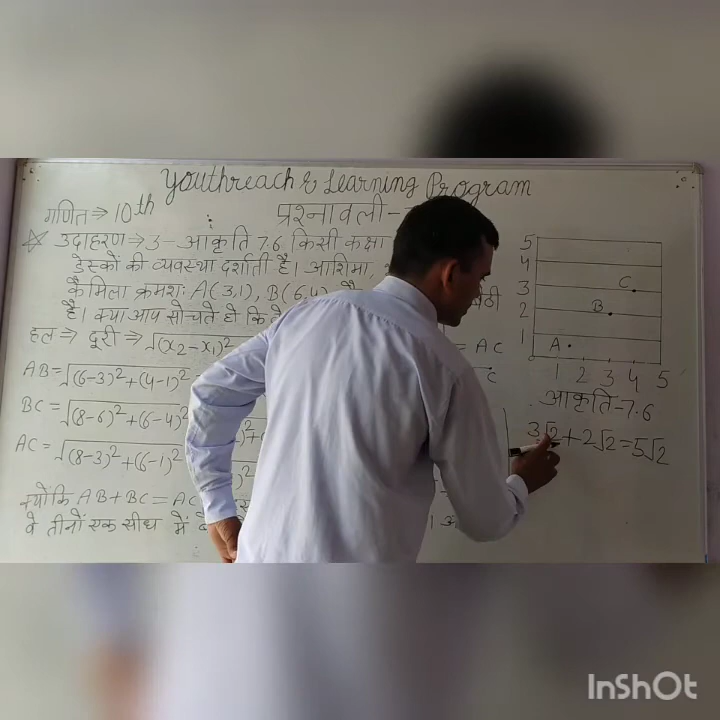 Youthreach & Learning Program
गणित⇒10th
प्रश्नावली-
उदाहरण⇒3-आकृति 7.6 किसी कक्षा
डेस्कों की व्यवस्था दर्शाती है। आशिमा,
कैमिला क्रमशः A(3,1), B(6,4)
है। क्या आप सोचते हो कि
हल⇒ दूरी⇒ √(x₂-x₁)²
= AC
AB=√(6-3)²+(4-1)²
BC=√(8-6)²+(6-4)²
AC=√(8-3)²+(6-1)²
क्योंकि AB+BC=AC
वे तीनों एक सीध में
5
4
3
2
1
C
B
A
1 2 3 4 5
आकृति-7.6
3√2+2√2=5√2
InShOt